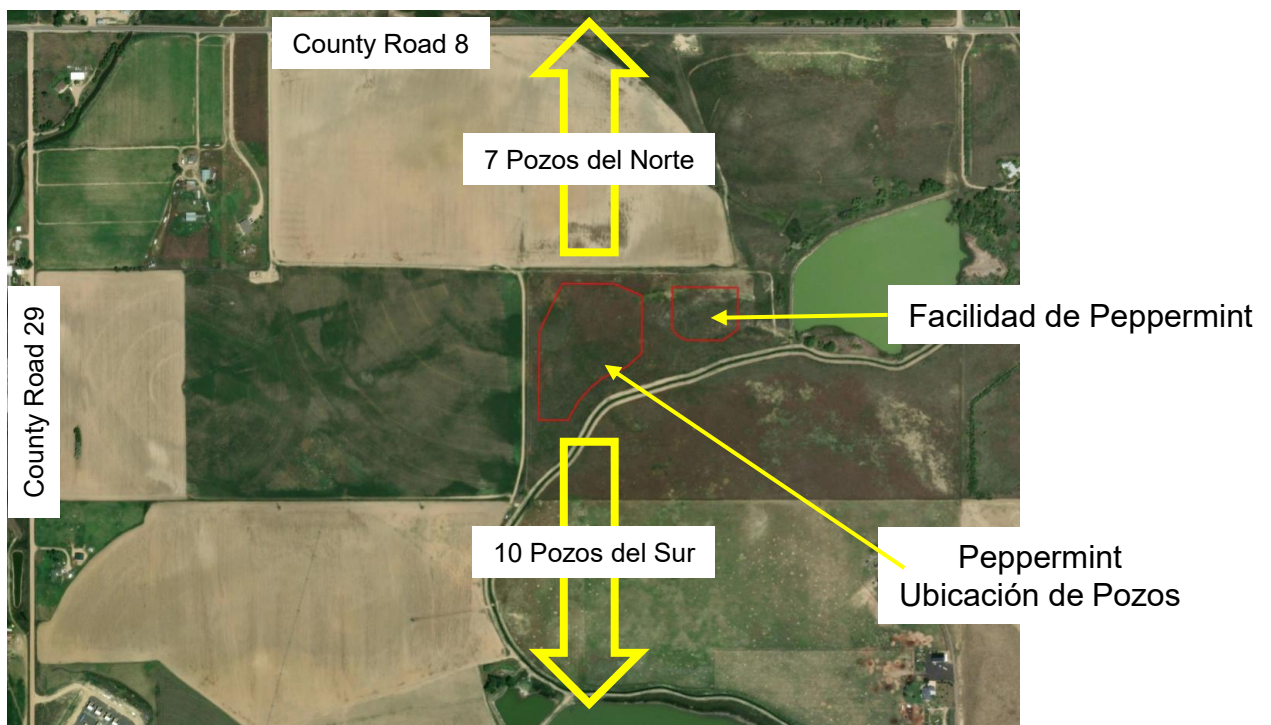 County Road 8
7 Pozos del Norte
County Road 29
Facilidad de Peppermint
10 Pozos del Sur
Peppermint
Ubicación de Pozos